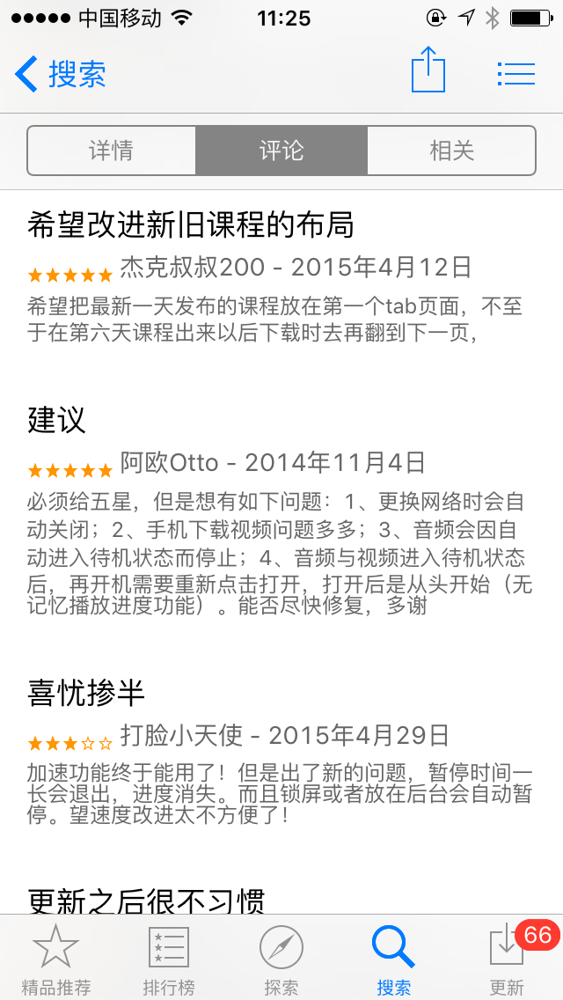 中国移动 11:25
搜索
详情 评论 相关
希望改进新旧课程的布局
杰克叔叔200 - 2015年4月12日
希望把最新一天发布的课程放在第一个tab页面，不至
于在第六天课程出来以后下载时去再翻到下一页，
建议
阿欧Otto - 2014年11月4日
必须给五星，但是想有如下问题：1、更换网络时会自
动关闭；2、手机下载视频问题多多；3、音频会因自
动进入待机状态而停止；4、音频与视频进入待机状态
后，再开机需要重新点击打开，打开后是从头开始（无
记忆播放进度功能）。能否尽快修复，多谢
喜忧掺半
打脸小天使 - 2015年4月29日
加速功能终于能用了！但是出了新的问题，暂停时间一
长会退出，进度消失。而且锁屏或者放在后台会自动暂
停。望速度改进太不方便了！
更新之后很不习惯
66
精品推荐 排行榜 探索 搜索 更新